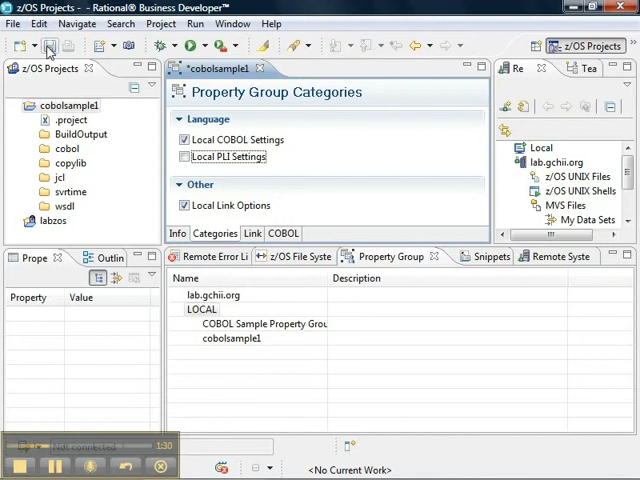 z/OS Projects - - Rational® Business Developer™
File Edit Navigate Search Project Run Window Help
z/OS Projects
z/OS Projects
cobolsample1
.project
BuildOutput
cobol
copylib
jcl
svrtime
wsdl
labzos
*cobolsample1
Property Group Categories
Language
Local COBOL Settings
Local PLI Settings
Other
Local Link Options
Info Categories Link COBOL
Re Tea
Local
lab.gchii.org
z/OS UNIX Files
z/OS UNIX Shells
MVS Files
My Data Sets
Prope Outlin
Property Value
Remote Error Li z/OS File Syste Property Group Snippets Remote Syste
Name Description
lab.gchii.org
LOCAL
COBOL Sample Property Grou
cobolsample1
Not connected 1:30
<No Current Work>